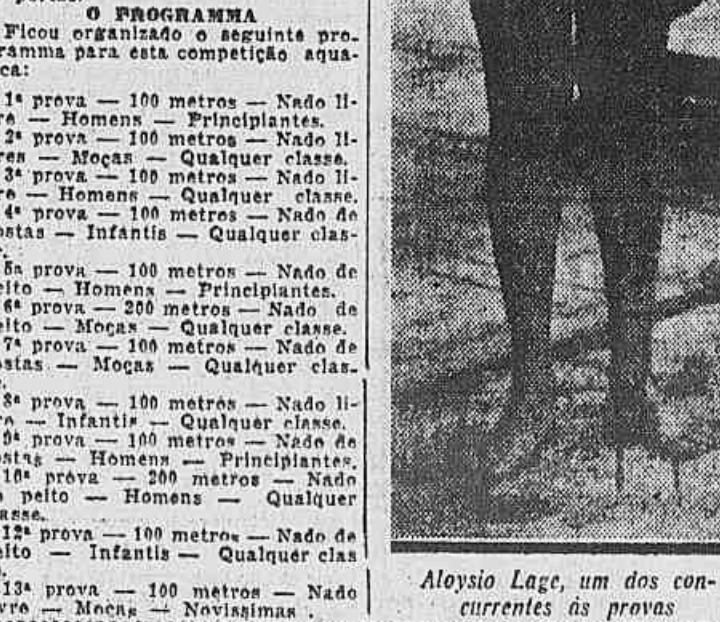 O PROGRAMMA
Ficou organizado o seguinte pro-
ramma para esta competição aqua-
ca:
1ª prova — 100 metros — Nado li-
re — Homens — Principiantes.
2ª prova — 100 metros — Nado li-
res — Moças — Qualquer classe.
3ª prova — 100 metros — Nado li-
re — Homens — Qualquer classe.
4ª prova — 100 metros — Nado de
ostas — Infantis — Qualquer clas-
.
5a prova — 100 metros — Nado de
eito — Homens — Principiantes.
6ª prova — 200 metros — Nado de
eito — Moças — Qualquer classe.
7ª prova — 100 metros — Nado de
ostas — Moças — Qualquer clas-
.
8ª prova — 100 metros — Nado li-
re — Infantis — Qualquer classe.
9ª prova — 100 metros — Nado de
ostas — Homens — Principiantes.
10ª prova — 200 metros — Nado
peito — Homens — Qualquer
asse.
12ª prova — 100 metros — Nado de
eito — Infantis — Qualquer clas
.
13ª prova — 100 metros — Nado
vre — Moças — Novissimas .
Aloysio Lage, um dos con-
currentes ás provas